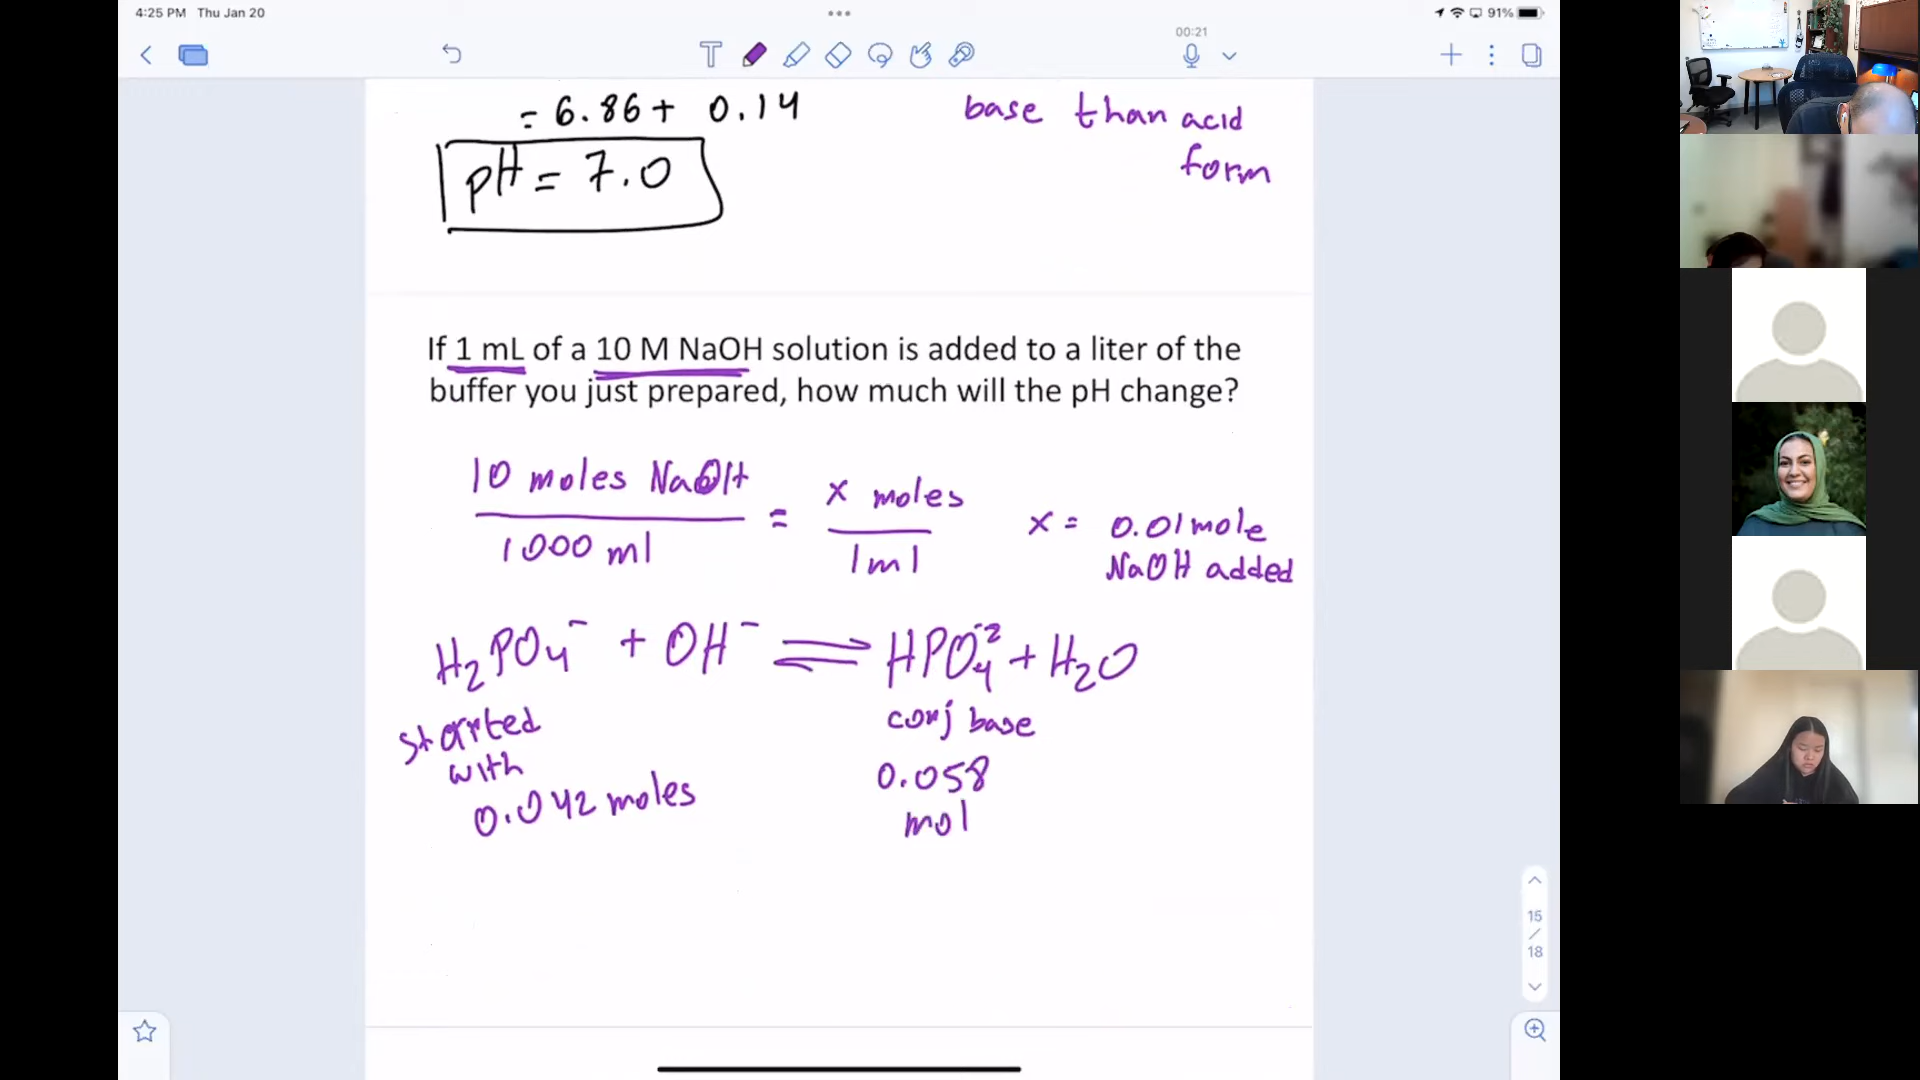 4:25 PM Thu Jan 20
91%
00:21
= 6.86 + 0.14
pH = 7.0
base than acid
form
If 1 mL of a 10 M NaOH solution is added to a liter of the
buffer you just prepared, how much will the pH change?
10 moles NaOH
1000 ml
=
x moles
1 ml
x = 0.01 mole
NaOH added
H₂PO₄⁻ + OH⁻ ⇌ HPO₄⁻² + H₂O
started
with
0.042 moles
conj base
0.058
mol
15
/
18